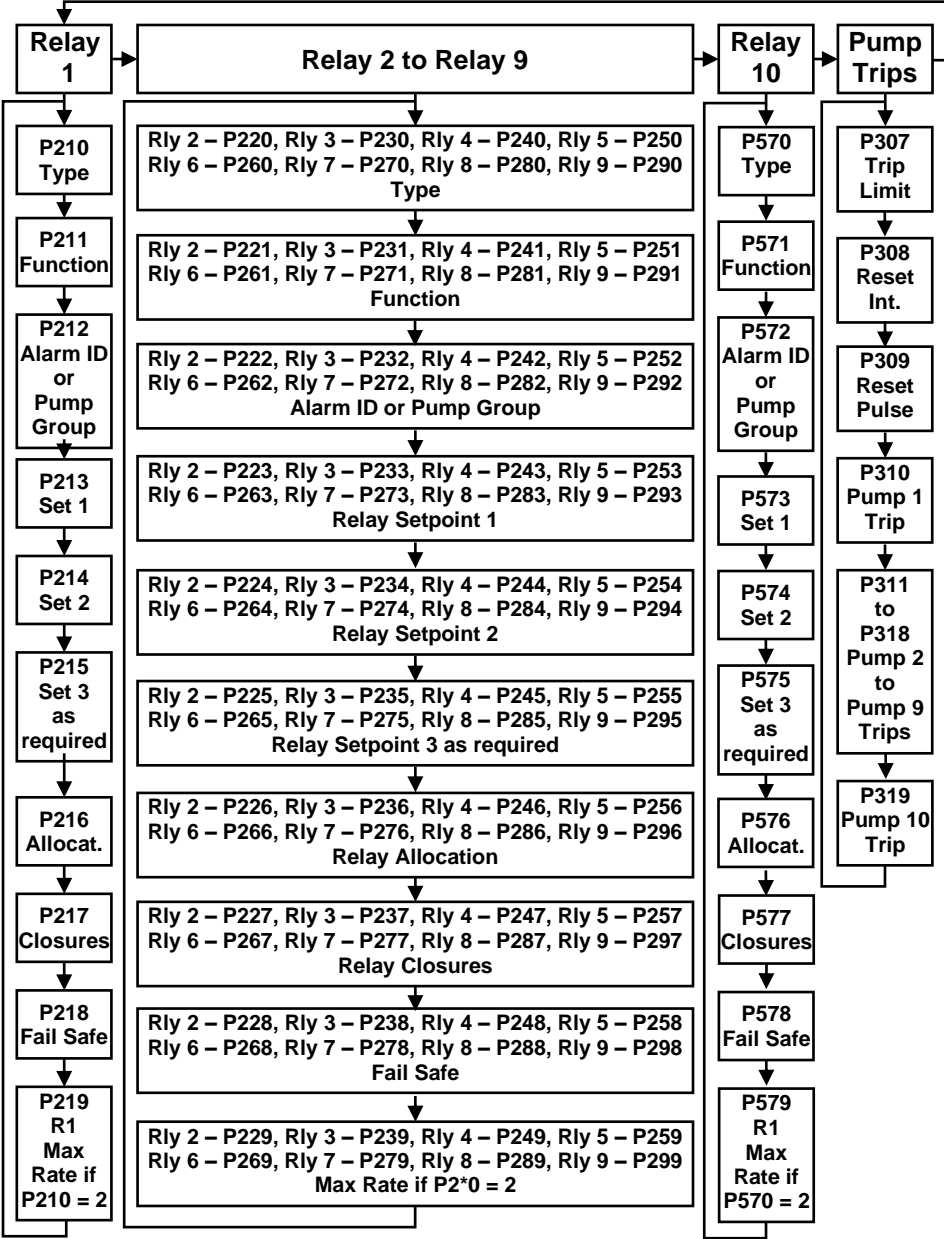 Relay
1
Relay 2 to Relay 9
Relay
10
Pump
Trips
P210
Type
P211
Function
P212
Alarm ID
or
Pump
Group
P213
Set 1
P214
Set 2
P215
Set 3
as
required
P216
Allocat.
P217
Closures
P218
Fail Safe
P219
R1
Max
Rate if
P210 = 2
Rly 2 – P220, Rly 3 – P230, Rly 4 – P240, Rly 5 – P250
Rly 6 – P260, Rly 7 – P270, Rly 8 – P280, Rly 9 – P290
Type
Rly 2 – P221, Rly 3 – P231, Rly 4 – P241, Rly 5 – P251
Rly 6 – P261, Rly 7 – P271, Rly 8 – P281, Rly 9 – P291
Function
Rly 2 – P222, Rly 3 – P232, Rly 4 – P242, Rly 5 – P252
Rly 6 – P262, Rly 7 – P272, Rly 8 – P282, Rly 9 – P292
Alarm ID or Pump Group
Rly 2 – P223, Rly 3 – P233, Rly 4 – P243, Rly 5 – P253
Rly 6 – P263, Rly 7 – P273, Rly 8 – P283, Rly 9 – P293
Relay Setpoint 1
Rly 2 – P224, Rly 3 – P234, Rly 4 – P244, Rly 5 – P254
Rly 6 – P264, Rly 7 – P274, Rly 8 – P284, Rly 9 – P294
Relay Setpoint 2
Rly 2 – P225, Rly 3 – P235, Rly 4 – P245, Rly 5 – P255
Rly 6 – P265, Rly 7 – P275, Rly 8 – P285, Rly 9 – P295
Relay Setpoint 3 as required
Rly 2 – P226, Rly 3 – P236, Rly 4 – P246, Rly 5 – P256
Rly 6 – P266, Rly 7 – P276, Rly 8 – P286, Rly 9 – P296
Relay Allocation
Rly 2 – P227, Rly 3 – P237, Rly 4 – P247, Rly 5 – P257
Rly 6 – P267, Rly 7 – P277, Rly 8 – P287, Rly 9 – P297
Relay Closures
Rly 2 – P228, Rly 3 – P238, Rly 4 – P248, Rly 5 – P258
Rly 6 – P268, Rly 7 – P278, Rly 8 – P288, Rly 9 – P298
Fail Safe
Rly 2 – P229, Rly 3 – P239, Rly 4 – P249, Rly 5 – P259
Rly 6 – P269, Rly 7 – P279, Rly 8 – P289, Rly 9 – P299
Max Rate if P2*0 = 2
P570
Type
P571
Function
P572
Alarm ID
or
Pump
Group
P573
Set 1
P574
Set 2
P575
Set 3
as
required
P576
Allocat.
P577
Closures
P578
Fail Safe
P579
R1
Max
Rate if
P570 = 2
P307
Trip
Limit
P308
Reset
Int.
P309
Reset
Pulse
P310
Pump 1
Trip
P311
to
P318
Pump 2
to
Pump 9
Trips
P319
Pump 10
Trip